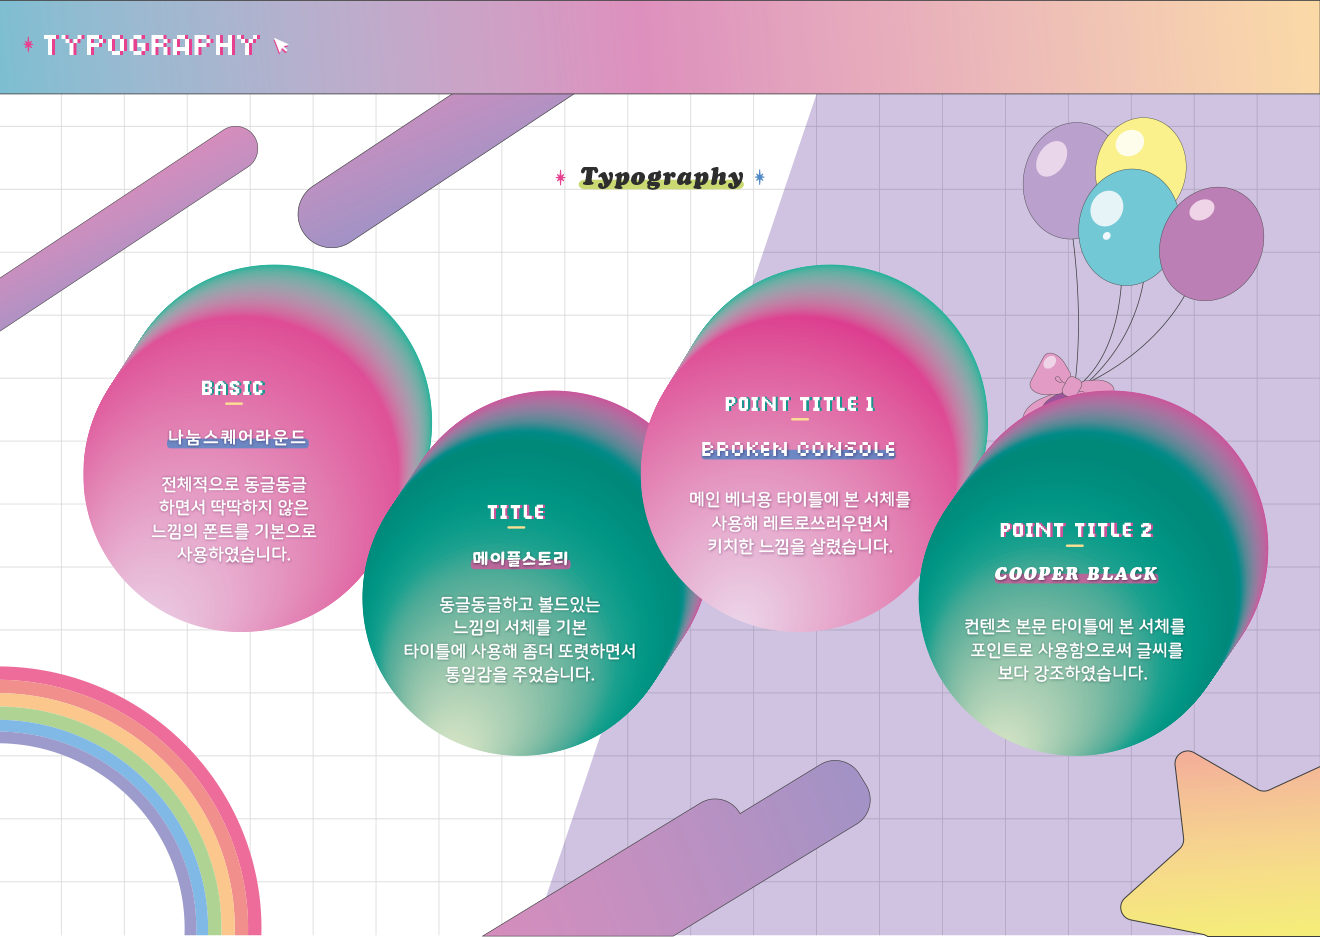 TYPOGRAPHY
Typography
BASIC
나눔스퀘어라운드
전체적으로 동글동글
하면서 딱딱하지 않은
느낌의 폰트를 기본으로
사용하였습니다.
TITLE
메이플스토리
동글동글하고 볼드있는
느낌의 서체를 기본
타이틀에 사용해 좀더 또렷하면서
통일감을 주었습니다.
POINT TITLE 1
BROKEN CONSOLE
메인 베너용 타이틀에 본 서체를
사용해 레트로쓰러우면서
키치한 느낌을 살렸습니다.
POINT TITLE 2
COOPER BLACK
컨텐츠 본문 타이틀에 본 서체를
포인트로 사용함으로써 글씨를
보다 강조하였습니다.